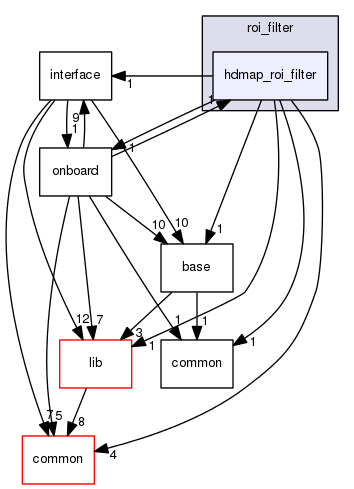 roi_filter
interface
hdmap_roi_filter
1
1
9
1
1
onboard
10
10
1
base
12
7
3
1
1
1
1
lib
common
7
5
8
4
common